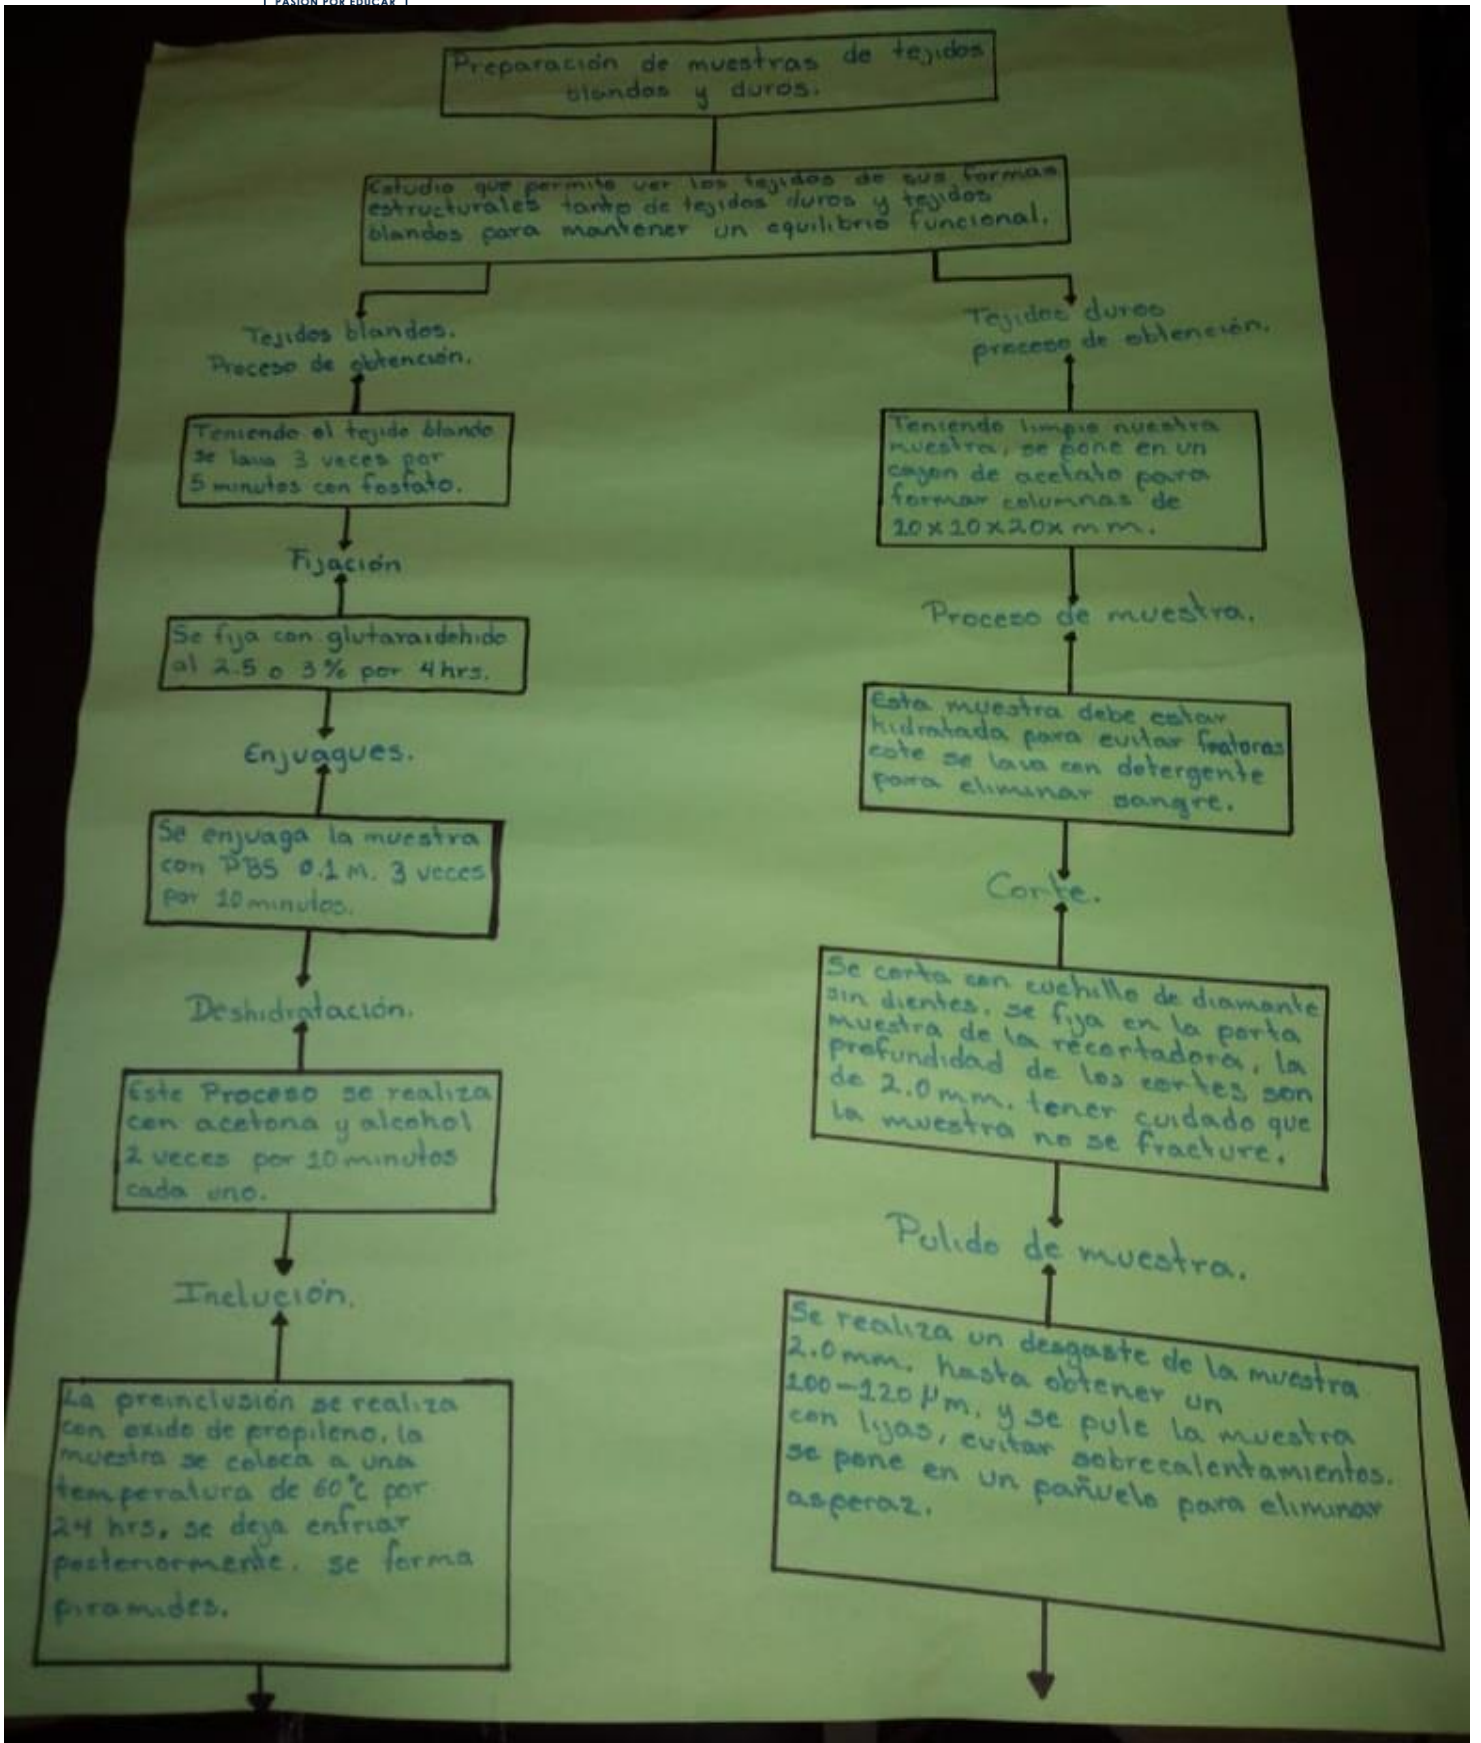 PASIÓN POR EDUCAR
Preparación de muestras de tejidos
blandos y duros.
Estudio que permite ver los tejidos de sus formas
estructurales tanto de tejidos duros y tejidos
blandos para mantener un equilibrio funcional.
Tejidos blandos.
Proceso de obtención.
Teniendo el tejido blando
se lava 3 veces por
5 minutos con fosfato.
Fijación
Se fija con glutaraldehido
al 2.5 o 3% por 4 hrs.
Enjuagues.
Se enjuaga la muestra
con PBS 0.1 M. 3 veces
por 10 minutos.
Deshidratación.
Este Proceso se realiza
con acetona y alcohol
2 veces por 10 minutos
cada uno.
Inclución.
La preinclusión se realiza
con oxido de propileno, la
muestra se coloca a una
temperatura de 60°c por
24 hrs, se deja enfriar
posteriormente. se forma
piramides.
Tejidos duros
proceso de obtención.
Teniendo limpio nuestra
muestra, se pone en un
cajon de acetato para
formar columnas de
10x10x20x mm.
Proceso de muestra.
Esta muestra debe estar
hidratada para evitar
este se lava con detergente
para eliminar sangre.
Corte.
Se corta con cuchillo de diamante
sin dientes, se fija en la porta
muestra de la recortadora, la
profundidad de los cortes son
de 2.0 mm. tener cuidado que
la muestra no se fracture.
Pulido de muestra.
Se realiza un desgaste de la muestra
2.0 mm. hasta obtener un
100-120 µm, y se pule la muestra
con lijas, evitar sobrecalentamientos.
se pone en un pañuelo para eliminar
asperaz.